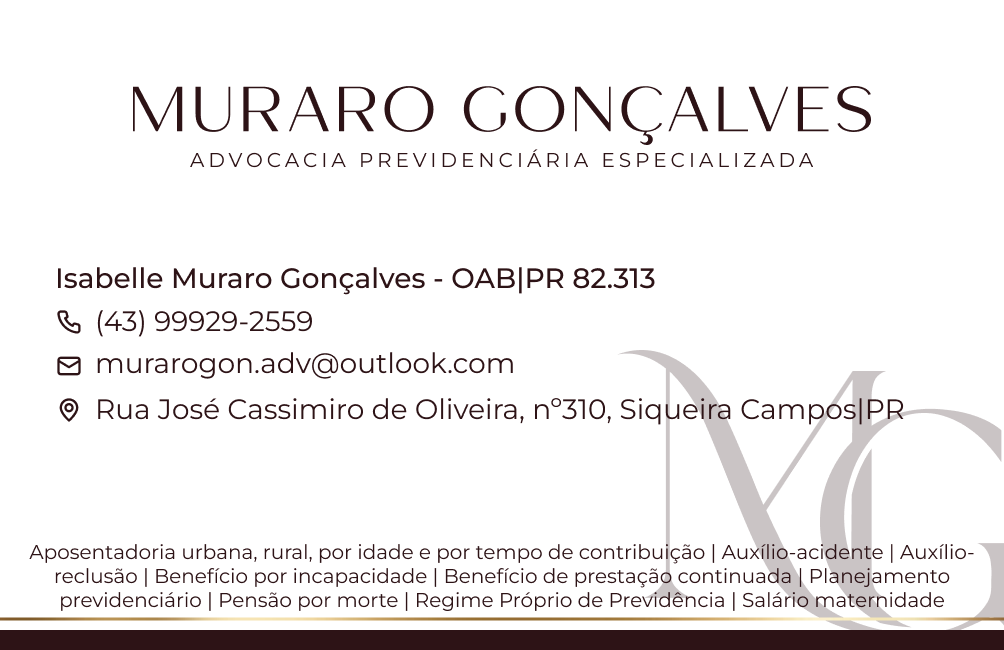 MURARO GONÇALVES
ADVOCACIA PREVIDENCIÁRIA ESPECIALIZADA
Isabelle Muraro Gonçalves - OAB|PR 82.313
(43) 99929-2559
murarogon.adv@outlook.com
Rua José Cassimiro de Oliveira, nº310, Siqueira Campos|PR
MG
Aposentadoria urbana, rural, por idade e por tempo de contribuição | Auxílio-acidente | Auxílio-
reclusão | Benefício por incapacidade | Benefício de prestação continuada | Planejamento
previdenciário | Pensão por morte | Regime Próprio de Previdência | Salário maternidade